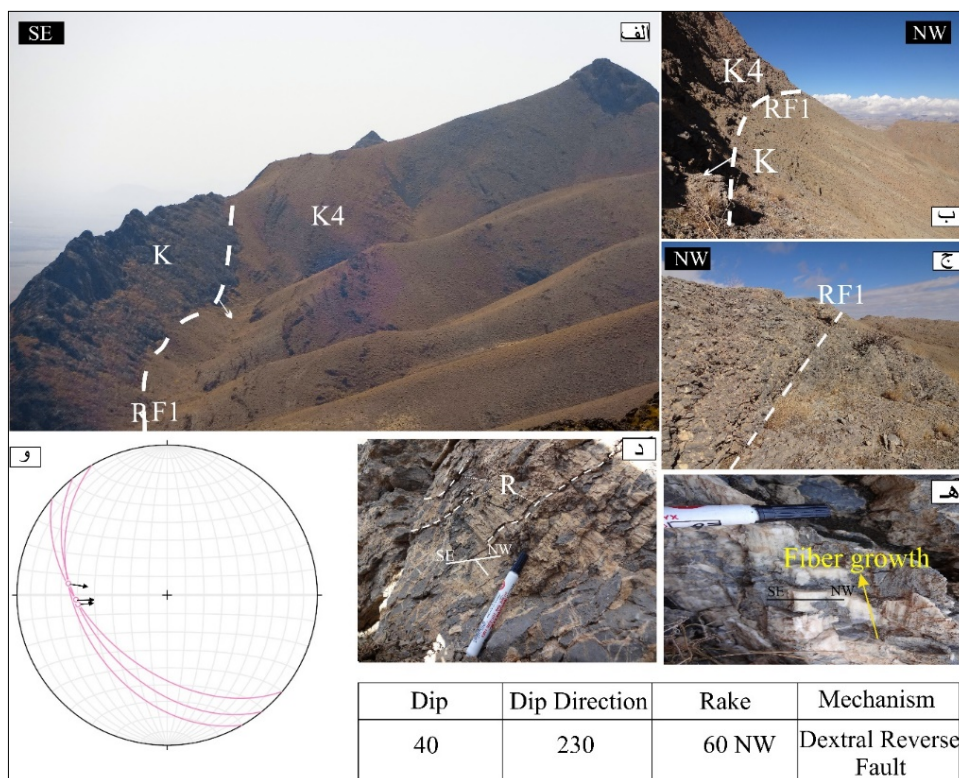 SE
الف
K
K4
RF1
NW
K4
RF1
K
ب
NW
ج
RF1
و
د
R
SE NW
هـ
Fiber growth
SE NW
Dip Dip Direction Rake Mechanism
40 230 60 NW Dextral Reverse
Fault